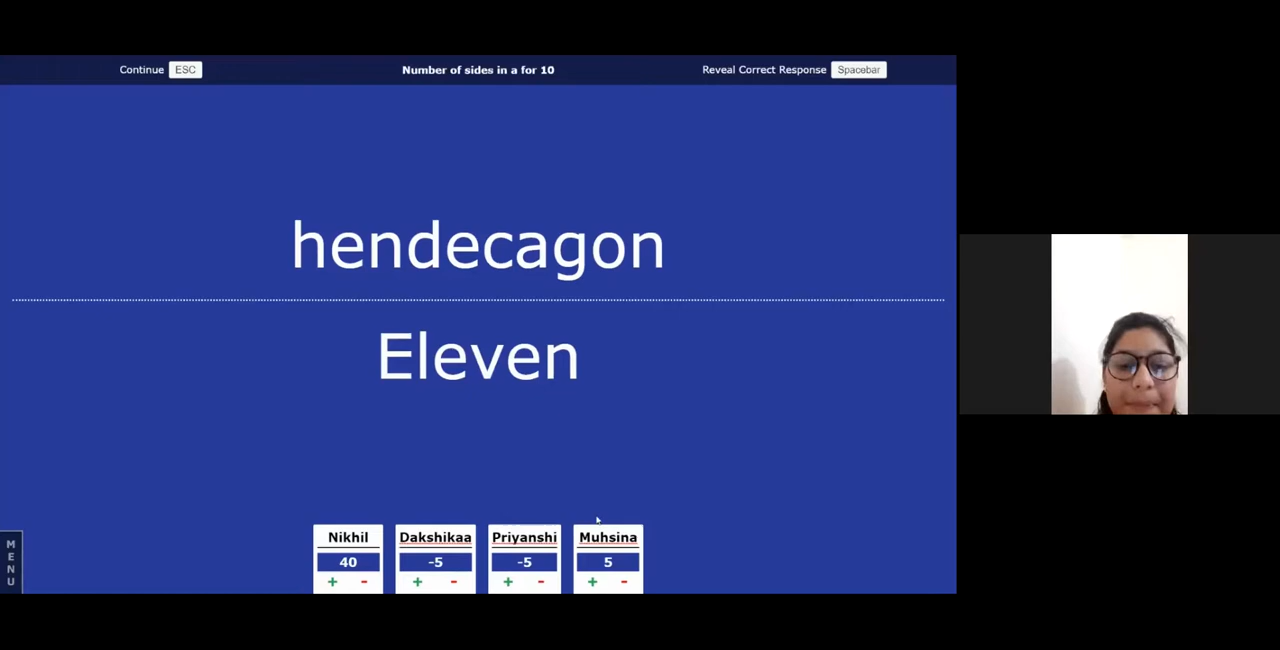 Continue ESC Number of sides in a for 10 Reveal Correct Response Spacebar
hendecagon
Eleven
Nikhil Dakshikaa Priyanshi Muhsina
40 -5 -5 5
+ - + - + - + -
MENU